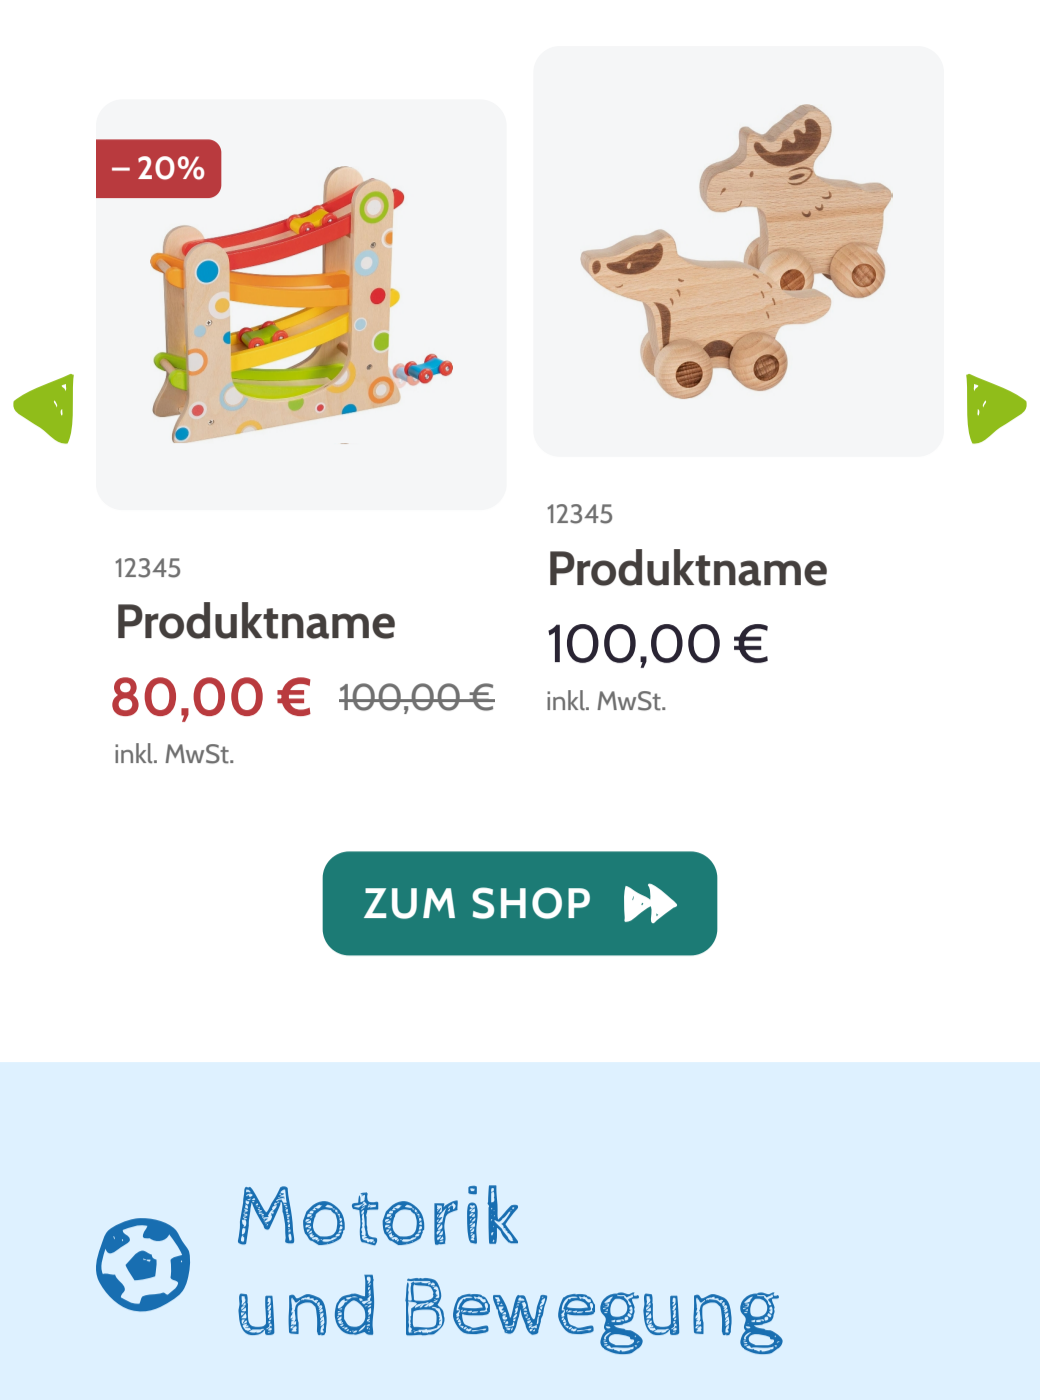 – 20%
12345
Produktname
80,00 € 100,00 €
inkl. MwSt.
12345
Produktname
100,00 €
inkl. MwSt.
ZUM SHOP
Motorik
und Bewegung